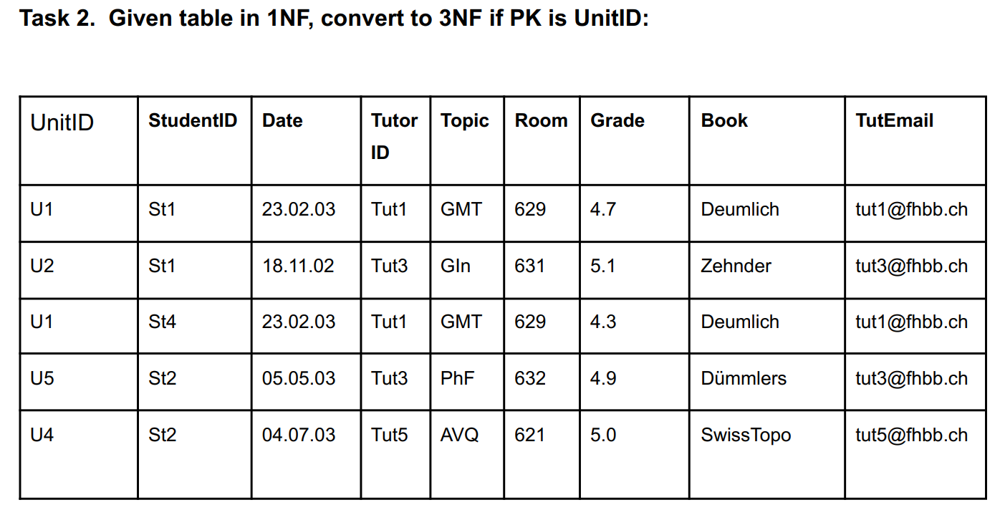 Task 2.  Given table in 1NF, convert to 3NF if PK is UnitID:
UnitID StudentID Date Tutor ID Topic Room Grade Book TutEmail
U1 St1 23.02.03 Tut1 GMT 629 4.7 Deumlich tut1@fhbb.ch
U2 St1 18.11.02 Tut3 GIn 631 5.1 Zehnder tut3@fhbb.ch
U1 St4 23.02.03 Tut1 GMT 629 4.3 Deumlich tut1@fhbb.ch
U5 St2 05.05.03 Tut3 PhF 632 4.9 Dümmlers tut3@fhbb.ch
U4 St2 04.07.03 Tut5 AVQ 621 5.0 SwissTopo tut5@fhbb.ch